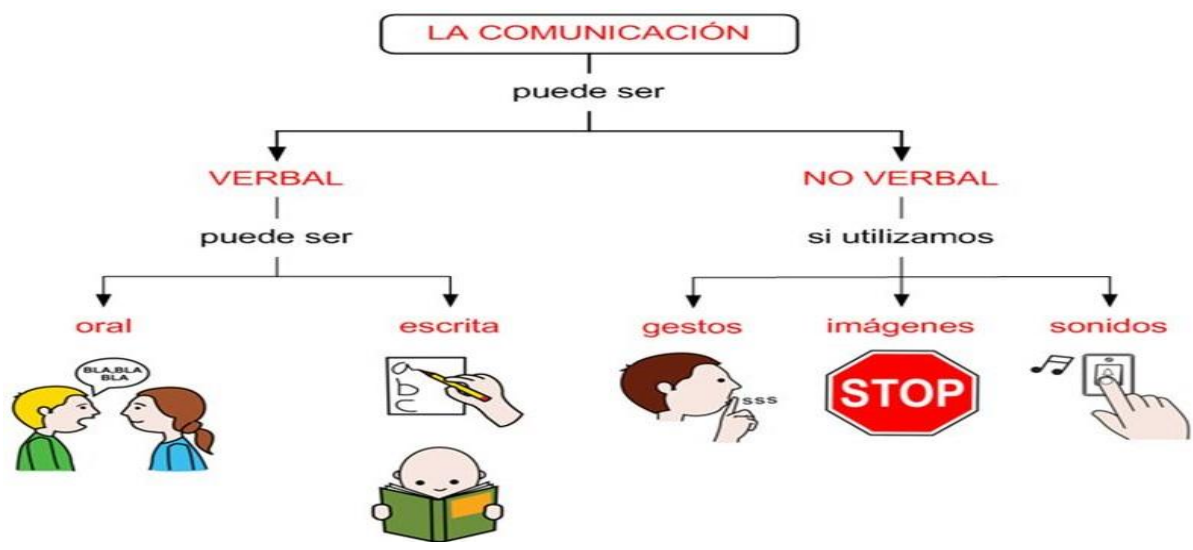 LA COMUNICACIÓN
puede ser
VERBAL
NO VERBAL
puede ser
si utilizamos
oral
escrita
gestos
imágenes
sonidos
BLA,BLA
BLA
a
b
c
sss
STOP